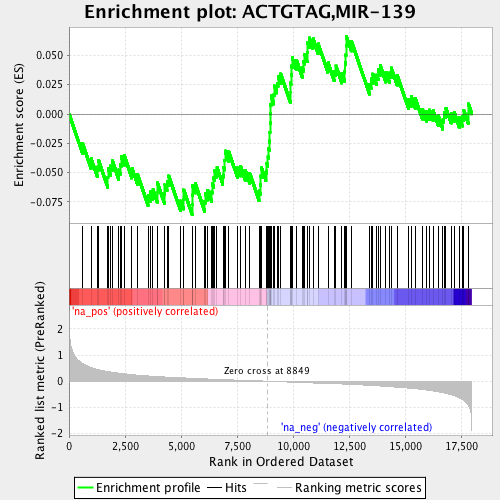 Enrichment plot: ACTGTAG,MIR-139
Enrichment score (ES)
0.050
0.025
0.000
-0.025
-0.050
-0.075
'na_pos' (positively correlated)
Ranked list metric (PreRanked)
2
1
0
-1
-2
Zero cross at 8849
'na_neg' (negatively correlated)
0
2,500
5,000
7,500
10,000
12,500
15,000
17,500
Rank in Ordered Dataset
Enrichment profile
Hits
Ranking metric scores